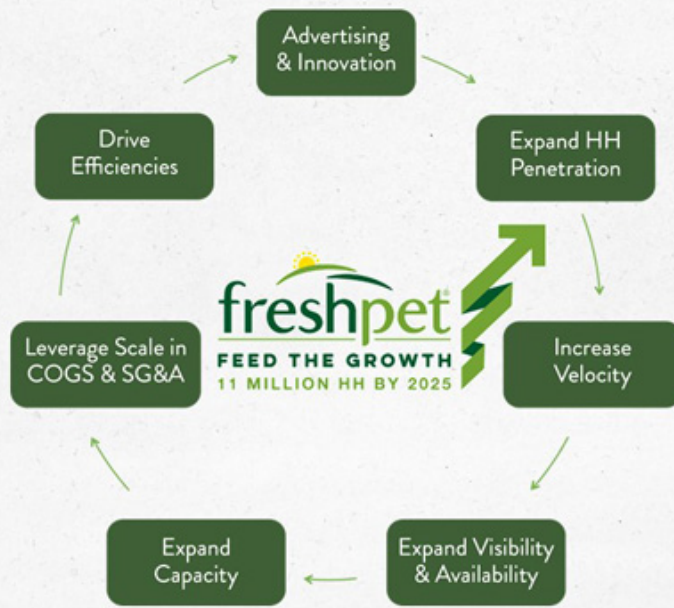 Advertising
& Innovation
Expand HH
Penetration
Increase
Velocity
Expand Visibility
& Availability
Expand
Capacity
Leverage Scale in
COGS & SG&A
Drive
Efficiencies
freshpet®
FEED THE GROWTH
11 MILLION HH BY 2025